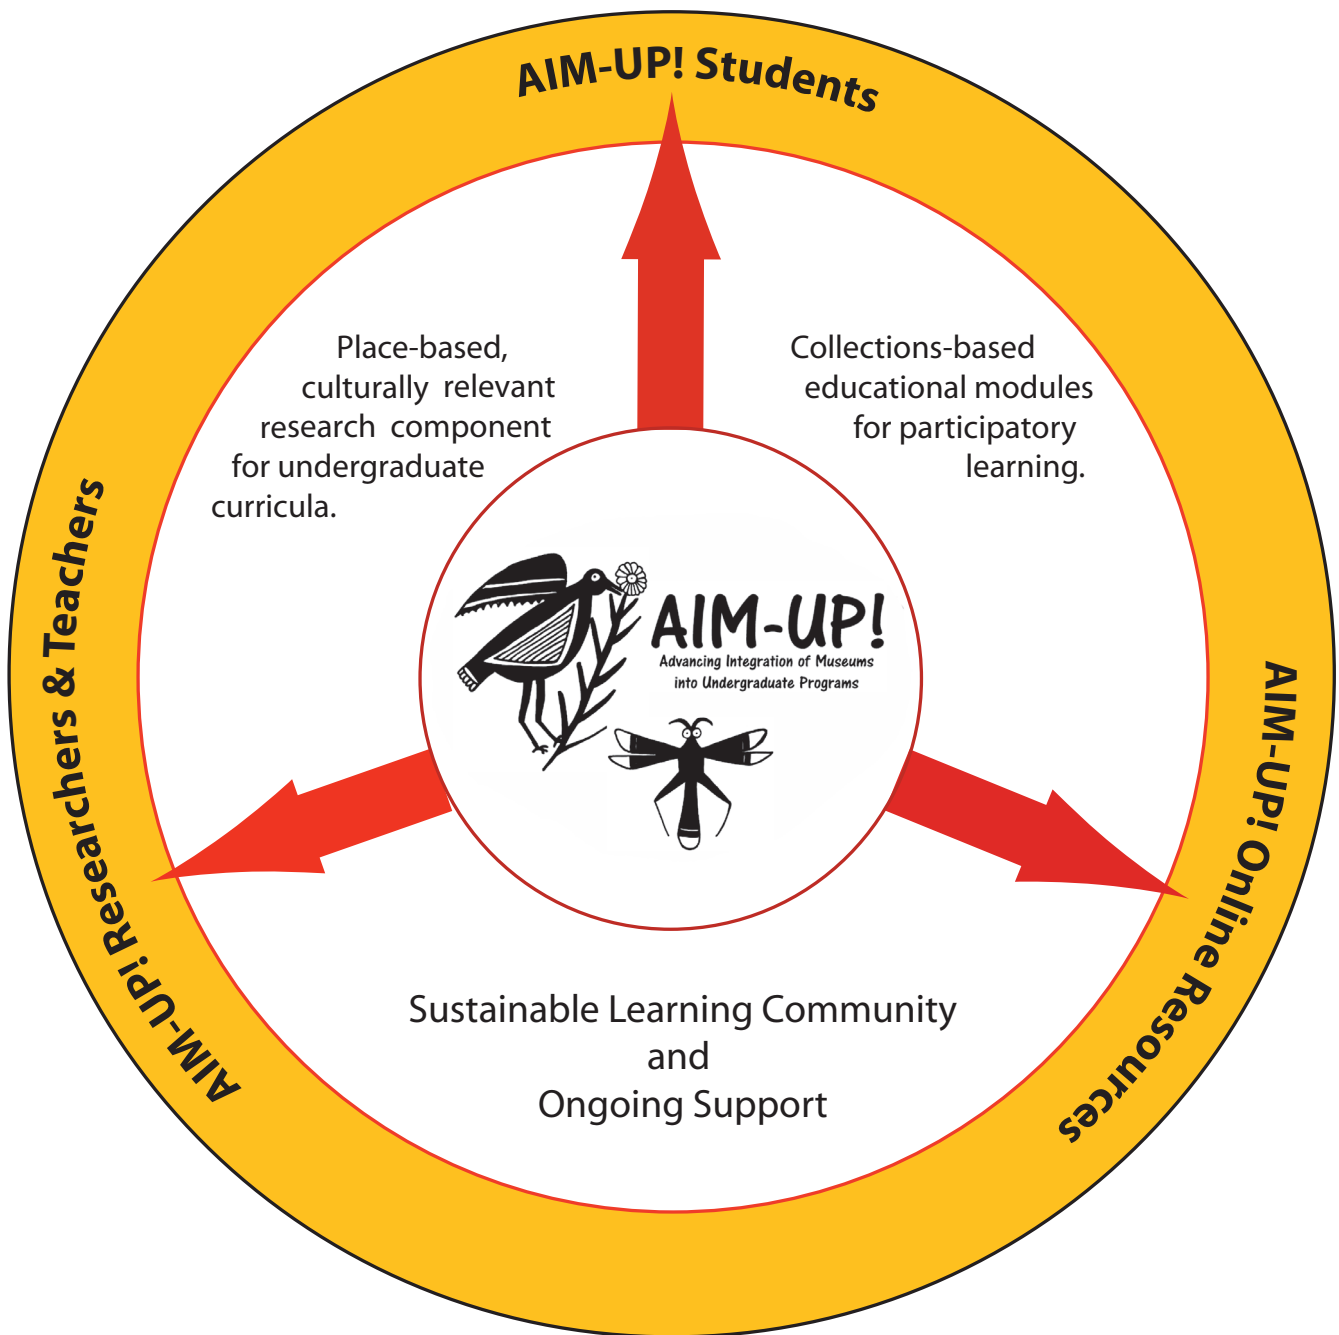 AIM-UP! Students
Place-based,
culturally relevant
research component
for undergraduate
curricula.
Collections-based
educational modules
for participatory
learning.
AIM-UP! Researchers & Teachers
AIM-UP!
Advancing Integration of Museums
into Undergraduate Programs
AIM-UP! Online Resources
Sustainable Learning Community
and
Ongoing Support